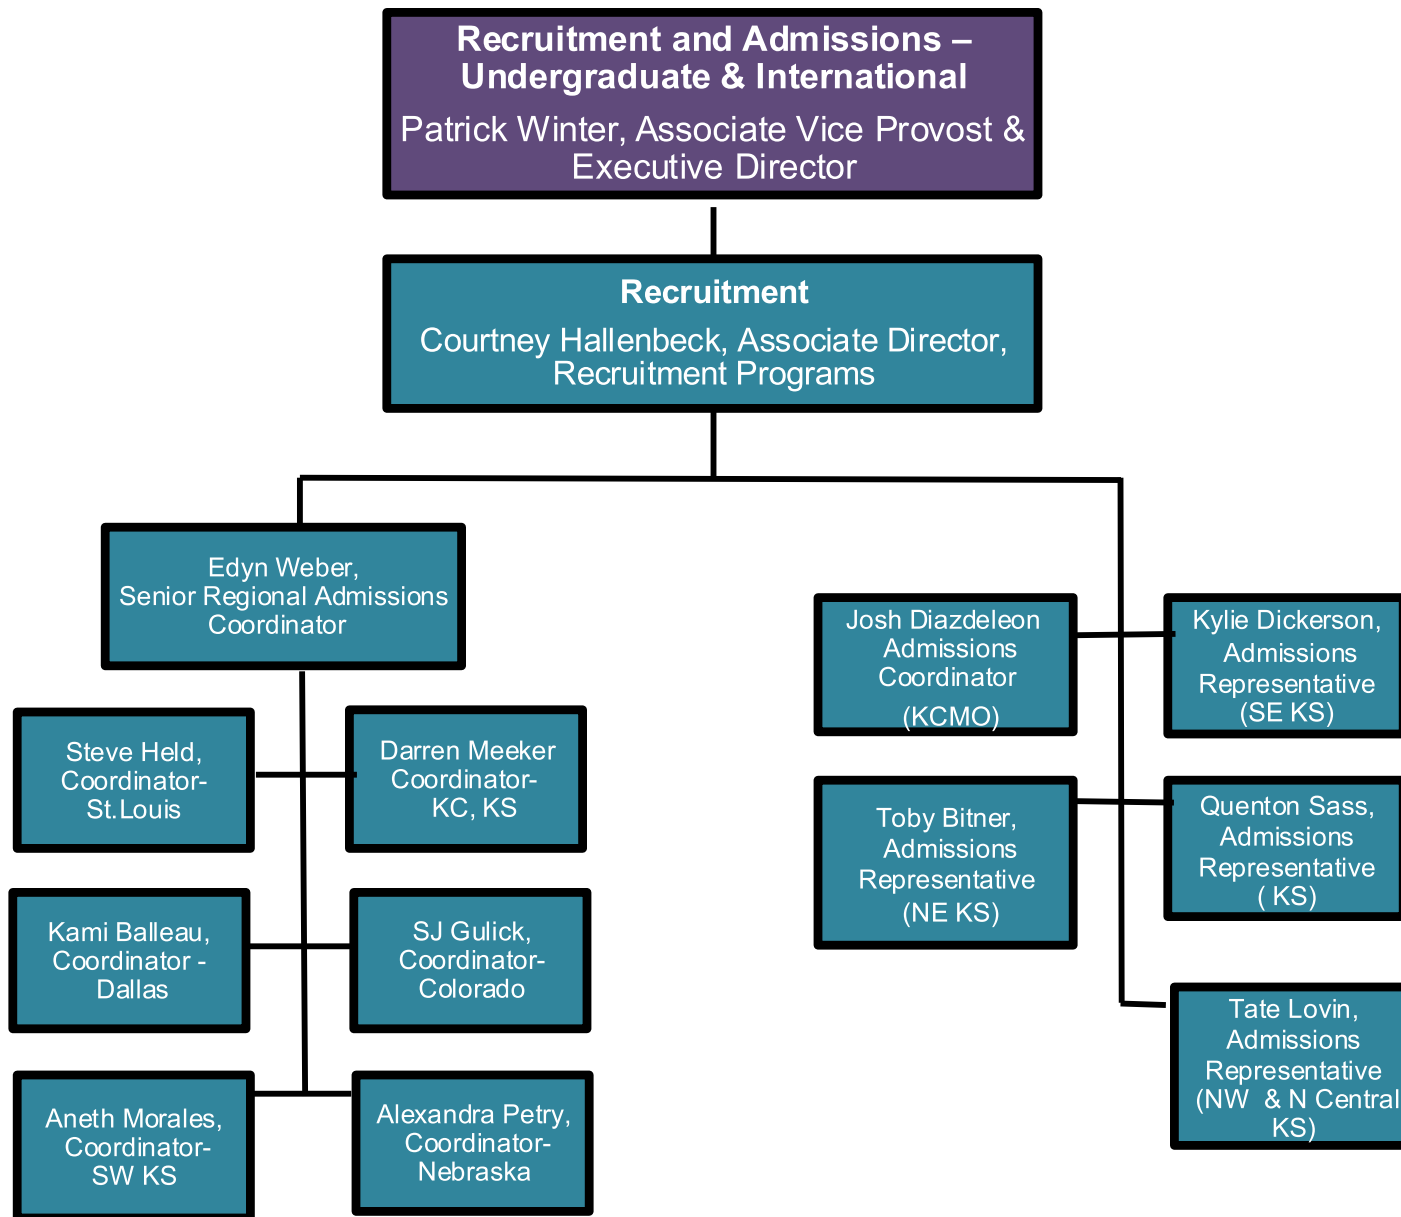 Recruitment and Admissions –
Undergraduate & International
Patrick Winter, Associate Vice Provost &
Executive Director
Recruitment
Courtney Hallenbeck, Associate Director,
Recruitment Programs
Edyn Weber,
Senior Regional Admissions
Coordinator
Steve Held,
Coordinator-
St.Louis
Darren Meeker
Coordinator-
KC, KS
Kami Balleau,
Coordinator -
Dallas
SJ Gulick,
Coordinator-
Colorado
Aneth Morales,
Coordinator-
SW KS
Alexandra Petry,
Coordinator-
Nebraska
Josh Diazdeleon
Admissions
Coordinator
(KCMO)
Kylie Dickerson,
Admissions
Representative
(SE KS)
Toby Bitner,
Admissions
Representative
(NE KS)
Quenton Sass,
Admissions
Representative
( KS)
Tate Lovin,
Admissions
Representative
(NW & N Central
KS)